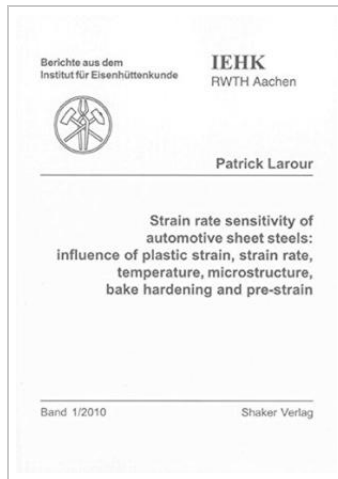 Berichte aus dem
Institut für Eisenhüttenkunde
IEHK
RWTH Aachen
Patrick Larour
Strain rate sensitivity of
automotive sheet steels:
influence of plastic strain, strain rate,
temperature, microstructure,
bake hardening and pre-strain
Band 1/2010
Shaker Verlag